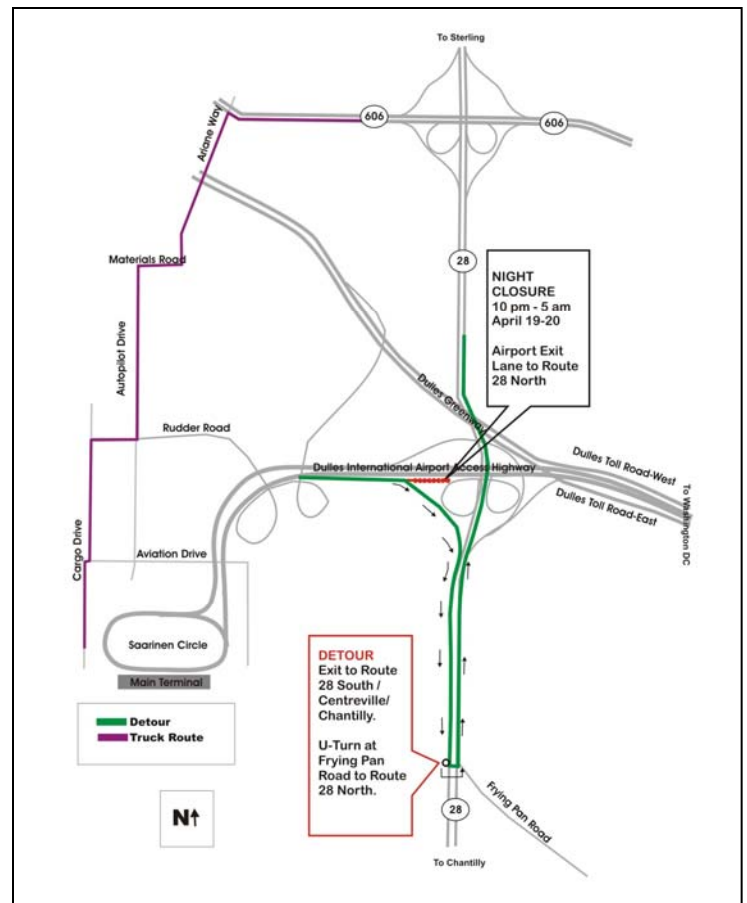 To Sterling
606
606
Ariane Way
28
Materials Road
NIGHT
CLOSURE
10 pm - 5 am
April 19-20
Airport Exit
Lane to Route
28 North
Autopilot Drive
Dulles Greenway
Rudder Road
Dulles International Airport Access Highway
Dulles Toll Road-West
Dulles Toll Road-East
To Washington DC
Cargo Drive
Aviation Drive
Saarinen Circle
Main Terminal
DETOUR
Exit to Route
28 South /
Centreville/
Chantilly.
U-Turn at
Frying Pan
Road to Route
28 North.
Detour
Truck Route
N
28
Frying Pan Road
To Chantilly